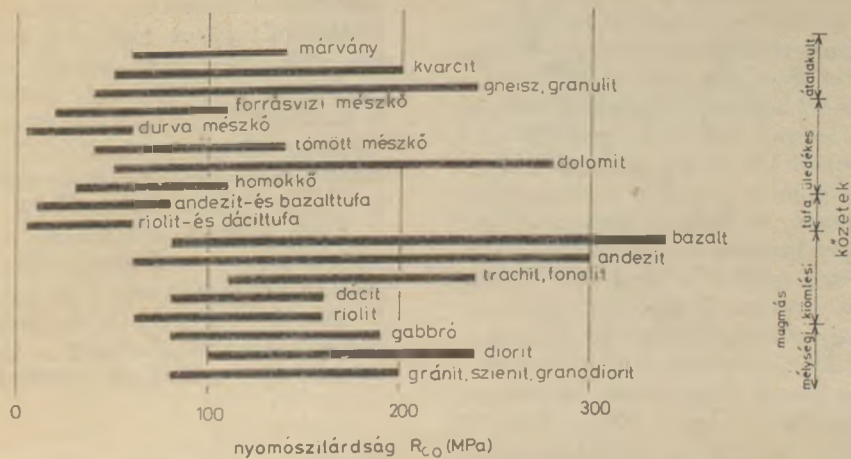 márvány
kvarcit
gneisz, granulit
forrásvizi mészkő
durva mészkő
tömött mészkő
dolomit
homokkő
andezit-és bazalttufa
riolit-és dácittufa
bazalt
andezit
trachit, fonolit
dácit
riolit
gabbró
diorit
gránit, szienit, granodiorit
0
100
200
300
nyomószilárdság R_CO (MPa)
átalakult
üledékes
tufa
kiömlési
mélységi
magmás
kőzetek